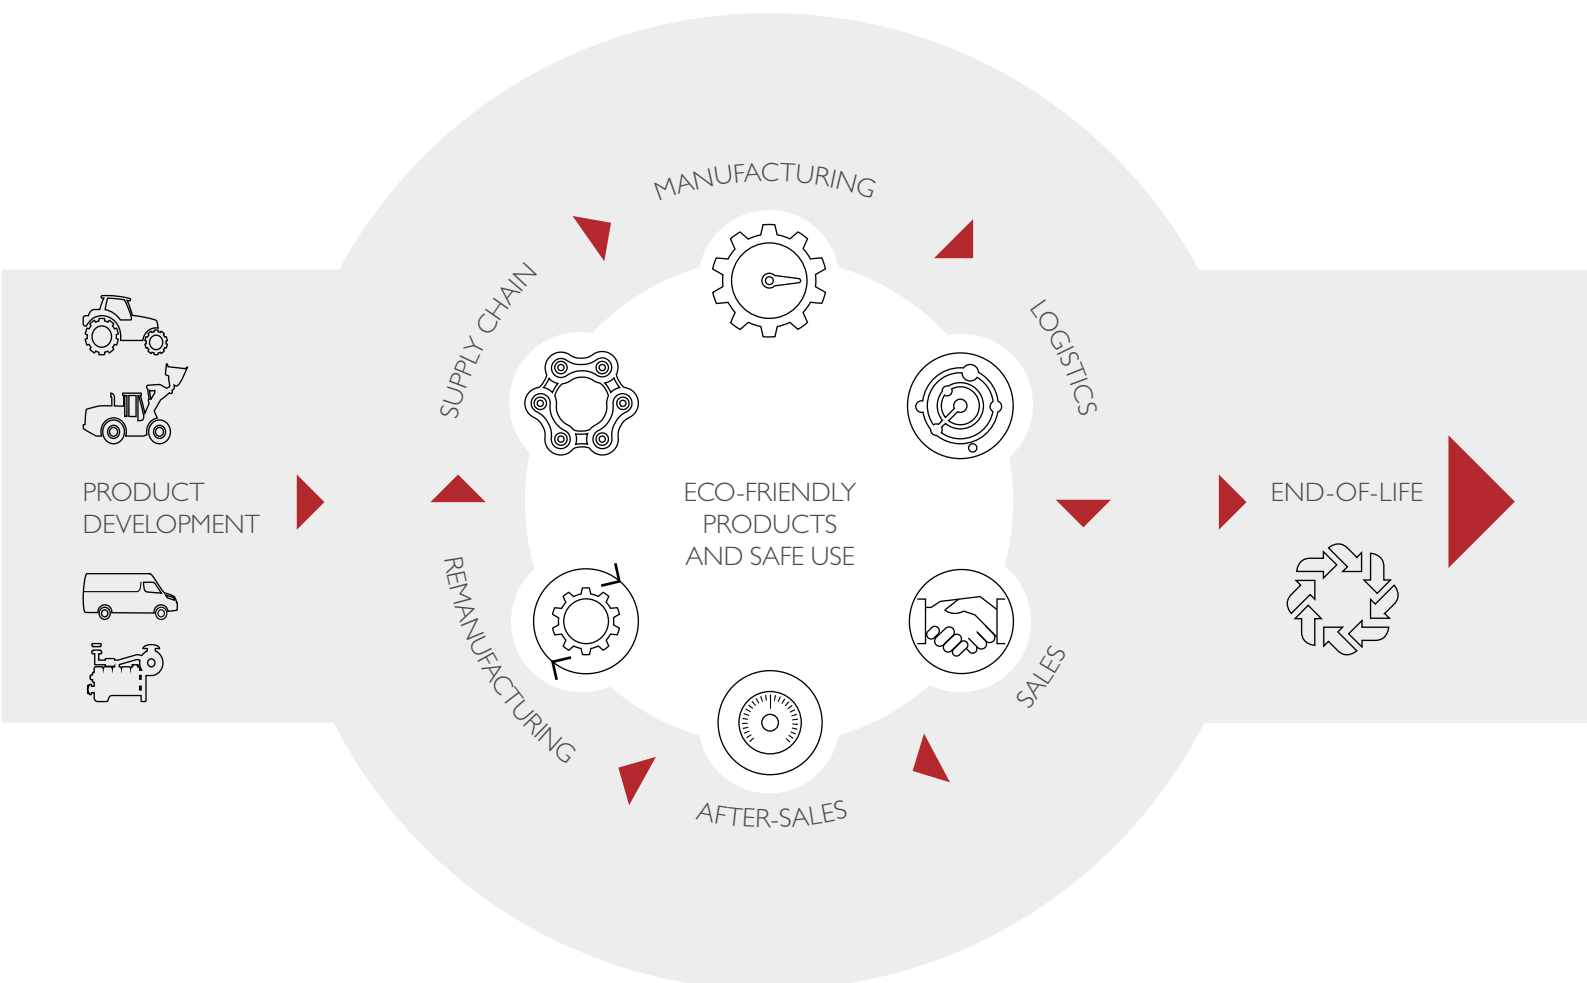 MANUFACTURING
SUPPLY CHAIN
LOGISTICS
PRODUCT
DEVELOPMENT
ECO-FRIENDLY
PRODUCTS
AND SAFE USE
END-OF-LIFE
REMANUFACTURING
SALES
AFTER-SALES